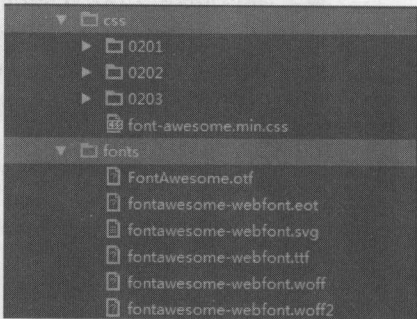 css
0201
0202
0203
font-awesome.min.css
fonts
FontAwesome.otf
fontawesome-webfont.eot
fontawesome-webfont.svg
fontawesome-webfont.ttf
fontawesome-webfont.woff
fontawesome-webfont.woff2